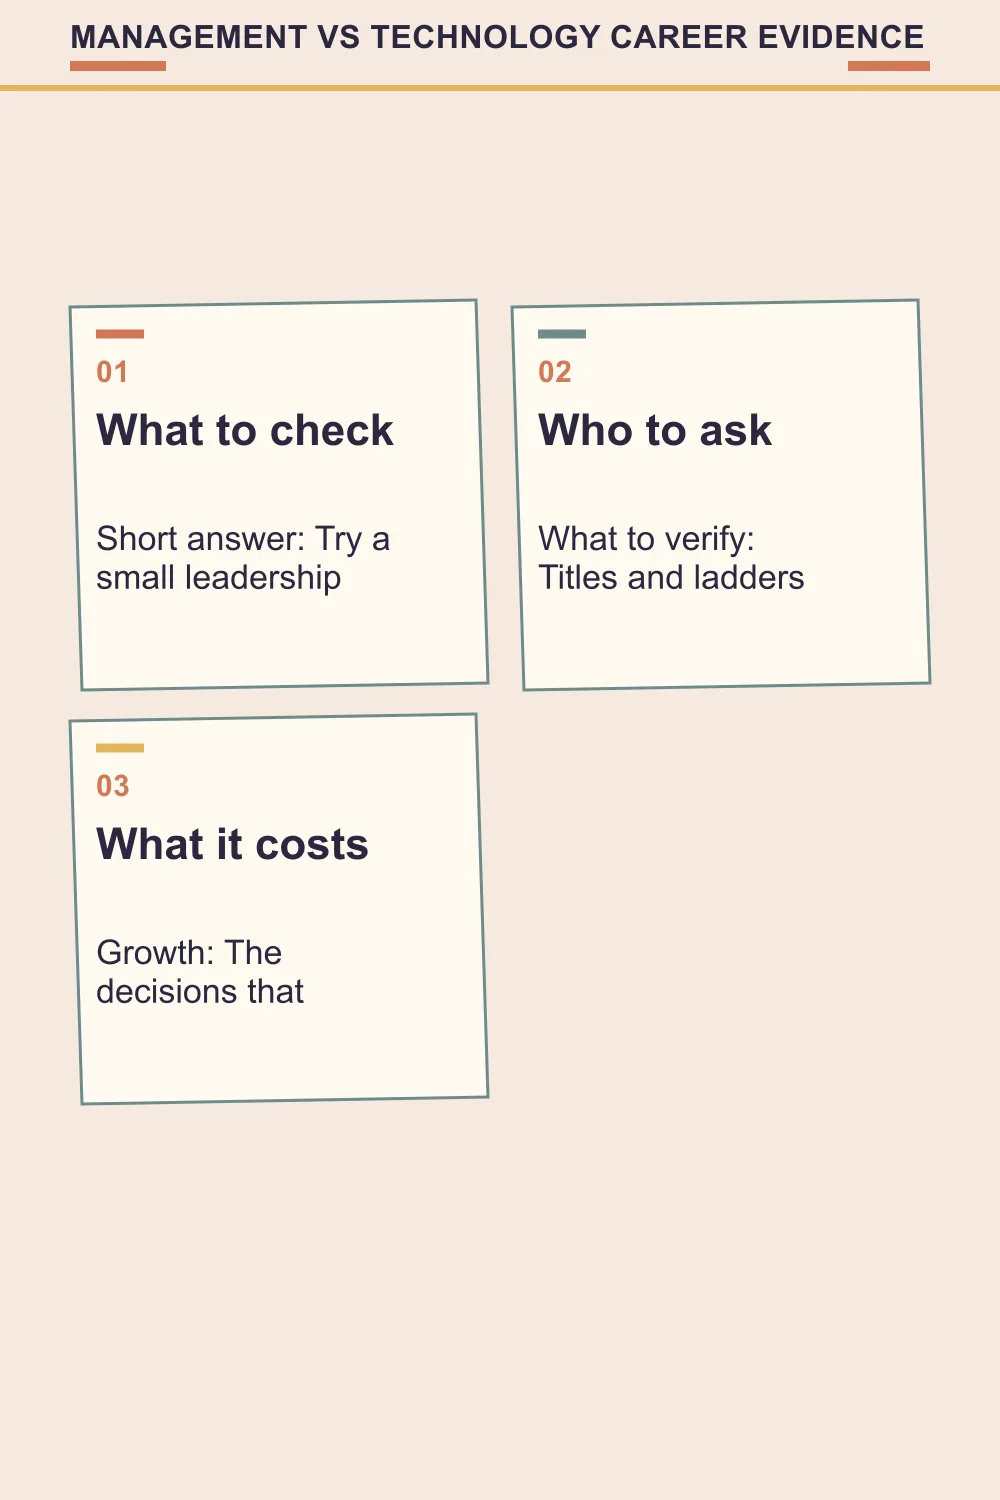 MANAGEMENT VS TECHNOLOGY CAREER EVIDENCE
01
What to check
Short answer: Try a
small leadership
02
Who to ask
What to verify:
Titles and ladders
03
What it costs
Growth: The
decisions that